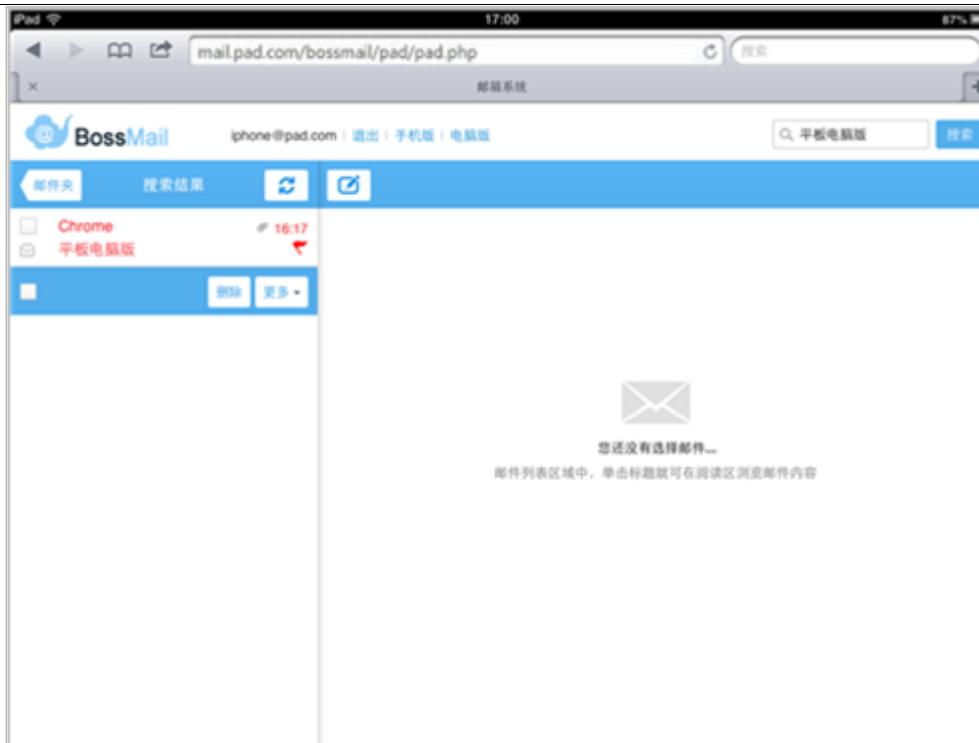 iPad 17:00 87%
mail.pad.com/bossmail/pad/pad.php 搜索
邮箱系统
BossMail iphone@pad.com | 退出 | 手机版 | 电脑版 平板电脑版 搜索
邮件夹 搜索结果
Chrome 16:17
平板电脑版
删除 更多
您还没有选择邮件...
邮件列表区域中，单击标题就可在阅读区浏览邮件内容